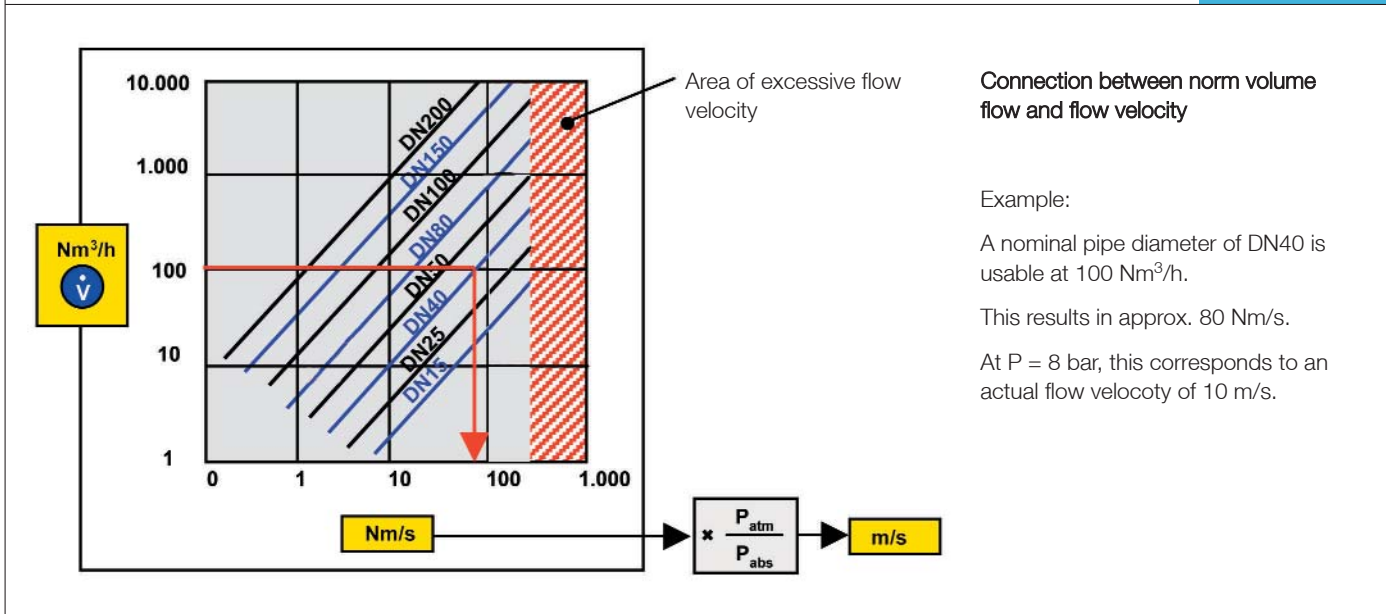 10.000
1.000
100
10
1
Nm³/h
V̇
DN200
DN150
DN100
DN80
DN50
DN40
DN25
DN15
0 1 10 100 1.000
Nm/s
× P_atm / P_abs
m/s
Area of excessive flow
velocity
Connection between norm volume
flow and flow velocity
Example:
A nominal pipe diameter of DN40 is
usable at 100 Nm³/h.
This results in approx. 80 Nm/s.
At P = 8 bar, this corresponds to an
actual flow velocoty of 10 m/s.